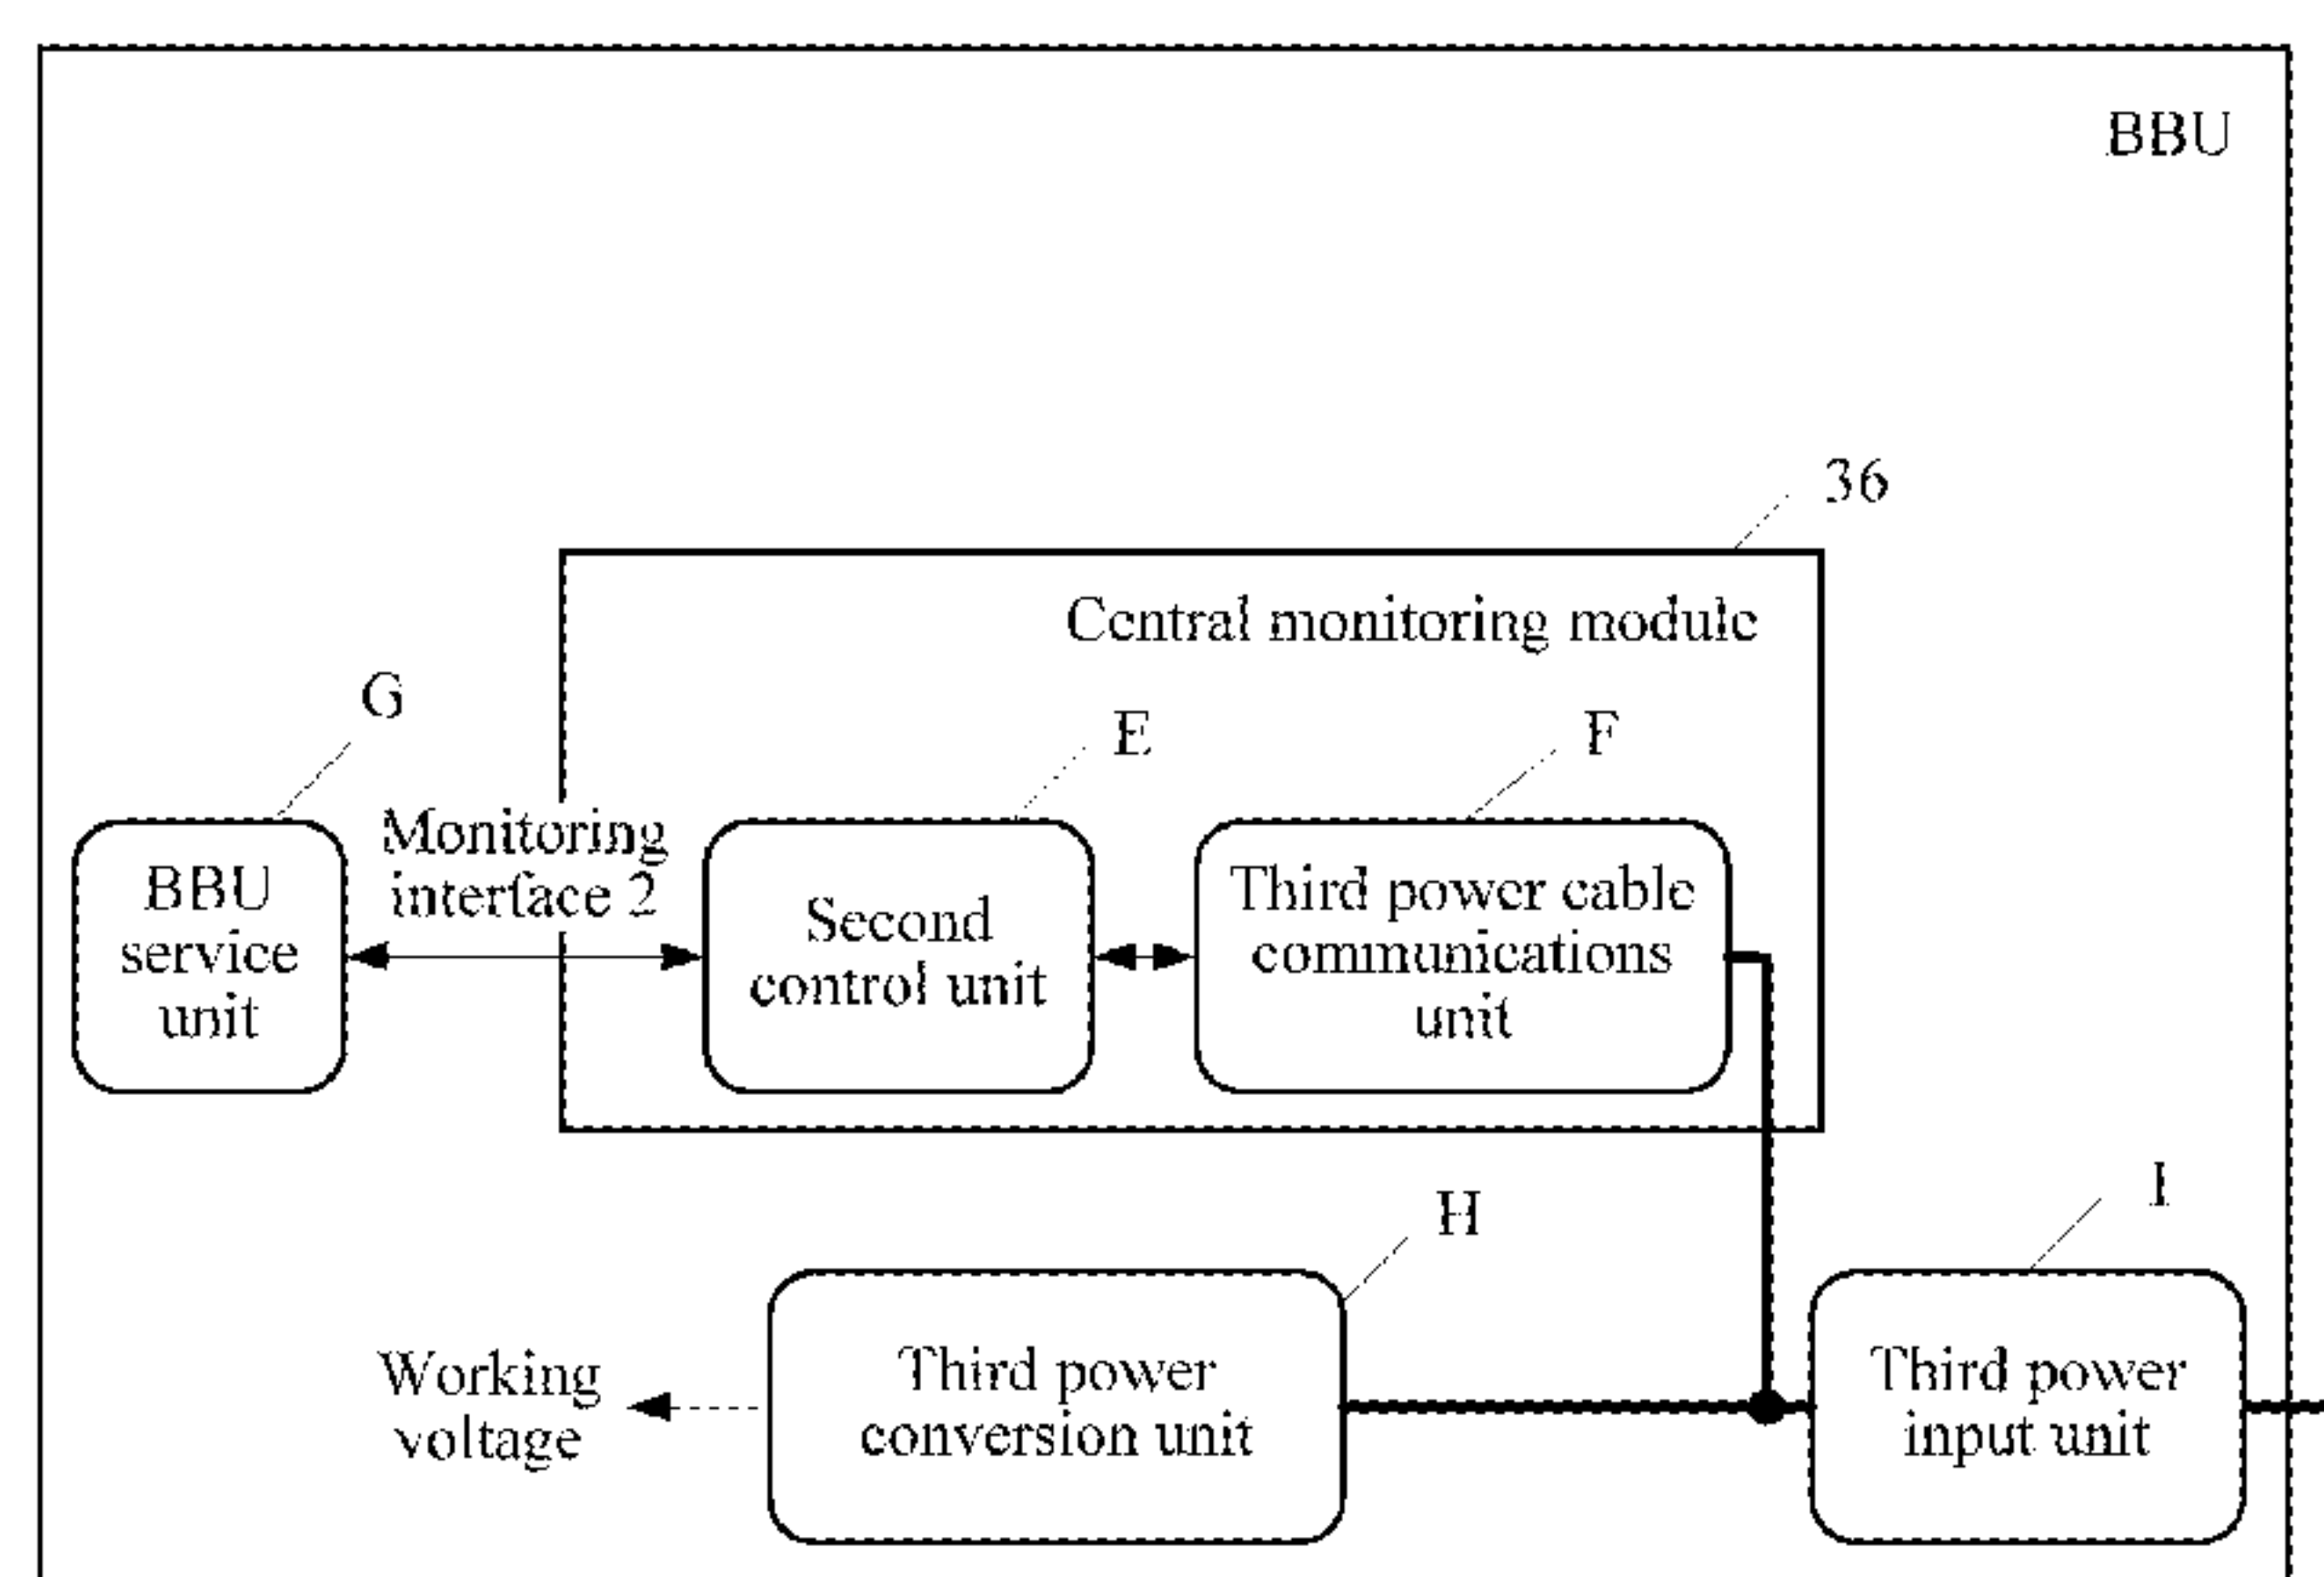 BBU
36
Central monitoring module
G
E
F
Monitoring
interface 2
BBU
service
unit
Second
control unit
Third power cable
communications
unit
H
I
Working
voltage
Third power
conversion unit
Third power
input unit